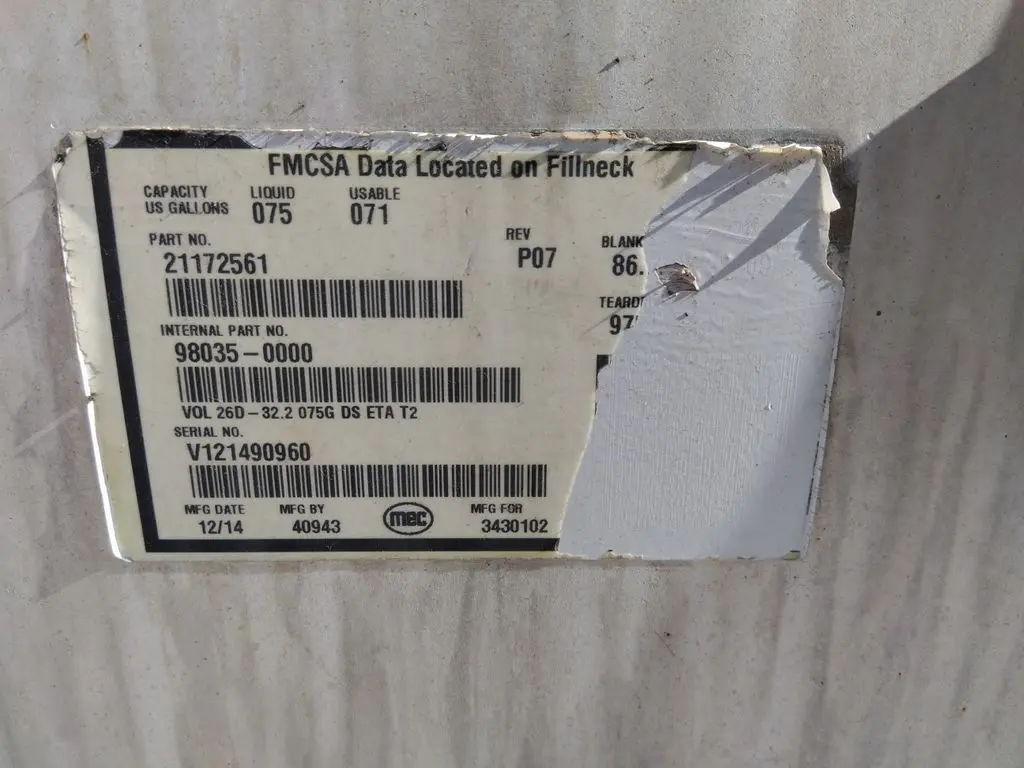 FMCSA Data Located on Fillneck
CAPACITY LIQUID USABLE
US GALLONS 075 071
PART NO. REV BLANK
21172561 P07 86.
INTERNAL PART NO.
98035-0000
VOL 26D-32.2 075G DS ETA T2
SERIAL NO.
V121490960
MFG DATE MFG BY mec MFG FOR
12/14 40943 3430102